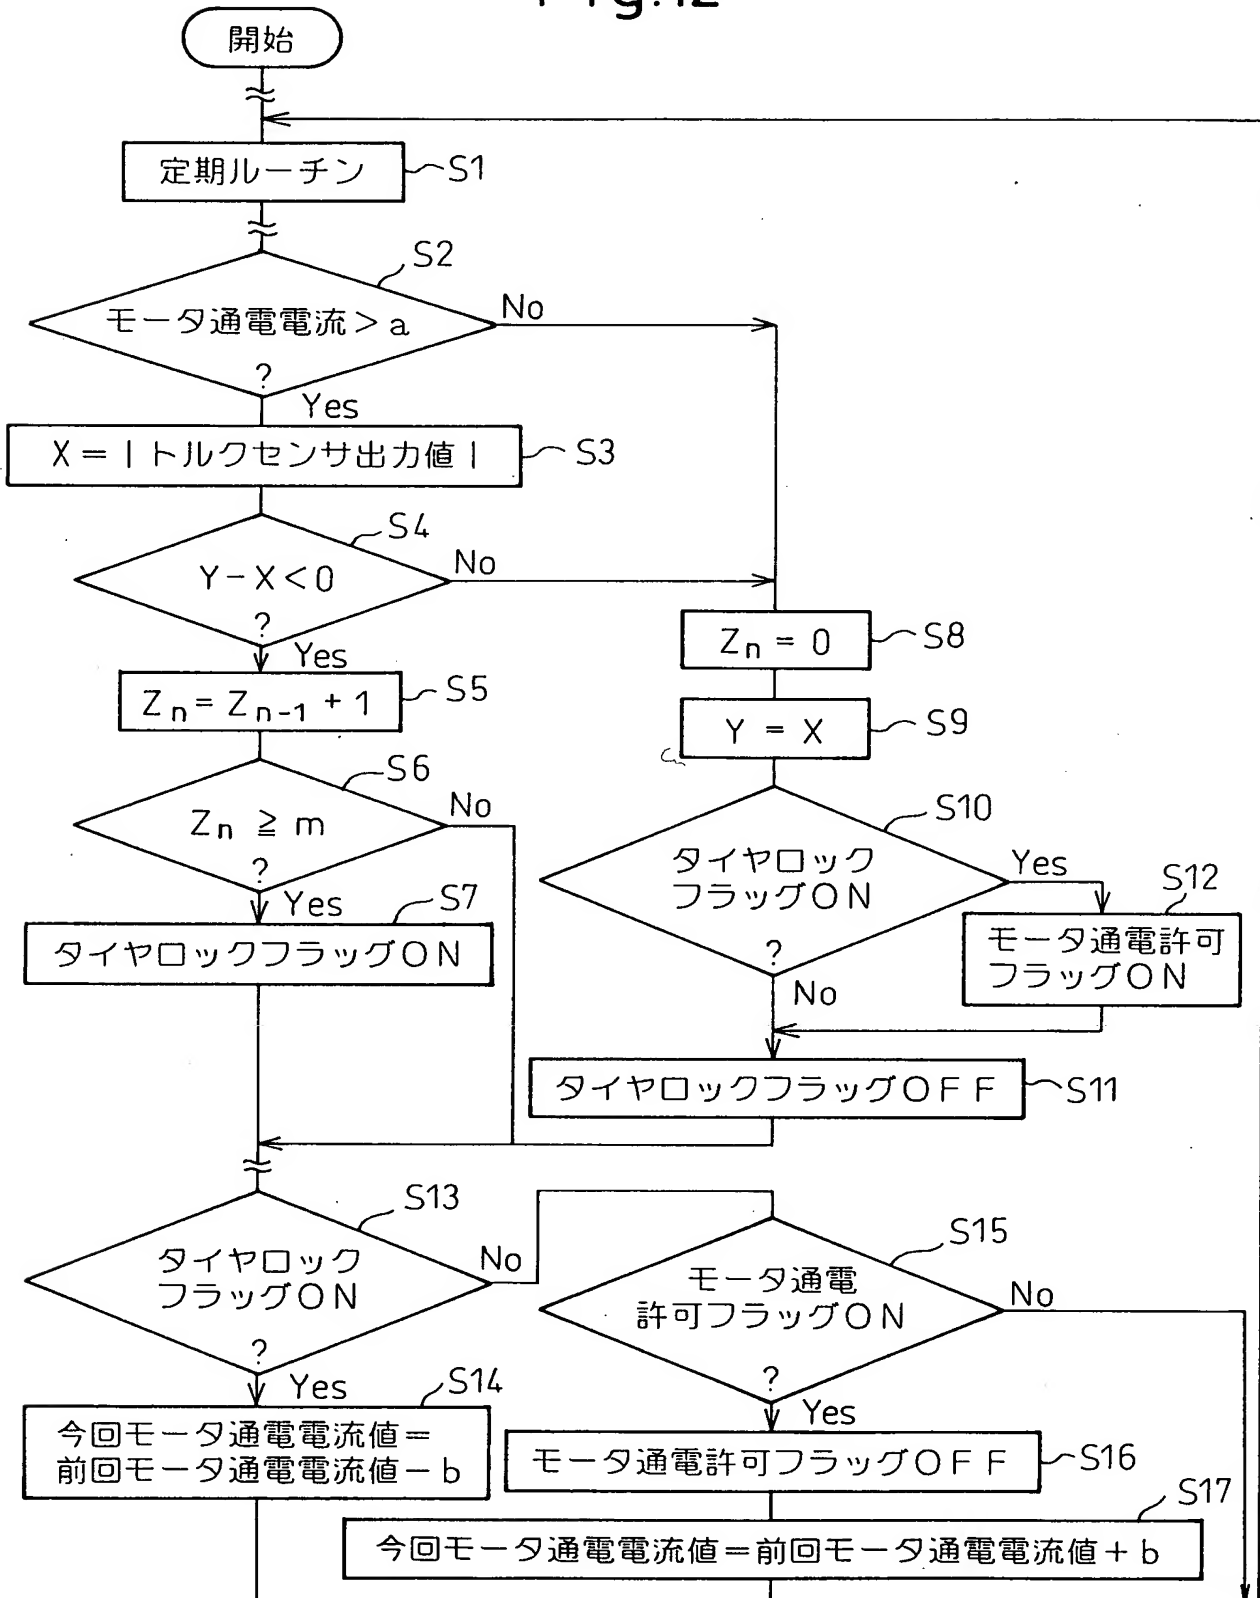 Fig.12
開始
定期ルーチン
S1
S2
モータ通電電流>a
?
No
Yes
X=|トルクセンサ出力値|
S3
S4
Y-X<0
?
No
Yes
Zn=Zn-1+1
S5
S6
Zn≧m
?
No
Yes
S7
タイヤロックフラッグON
Zn=0
S8
Y=X
S9
S10
タイヤロック
フラッグON
?
Yes
No
S12
モータ通電許可
フラッグON
タイヤロックフラッグOFF
S11
S13
タイヤロック
フラッグON
?
No
Yes
S14
今回モータ通電電流値=
前回モータ通電電流値-b
S15
モータ通電
許可フラッグON
?
No
Yes
モータ通電許可フラッグOFF
S16
S17
今回モータ通電電流値=前回モータ通電電流値+b